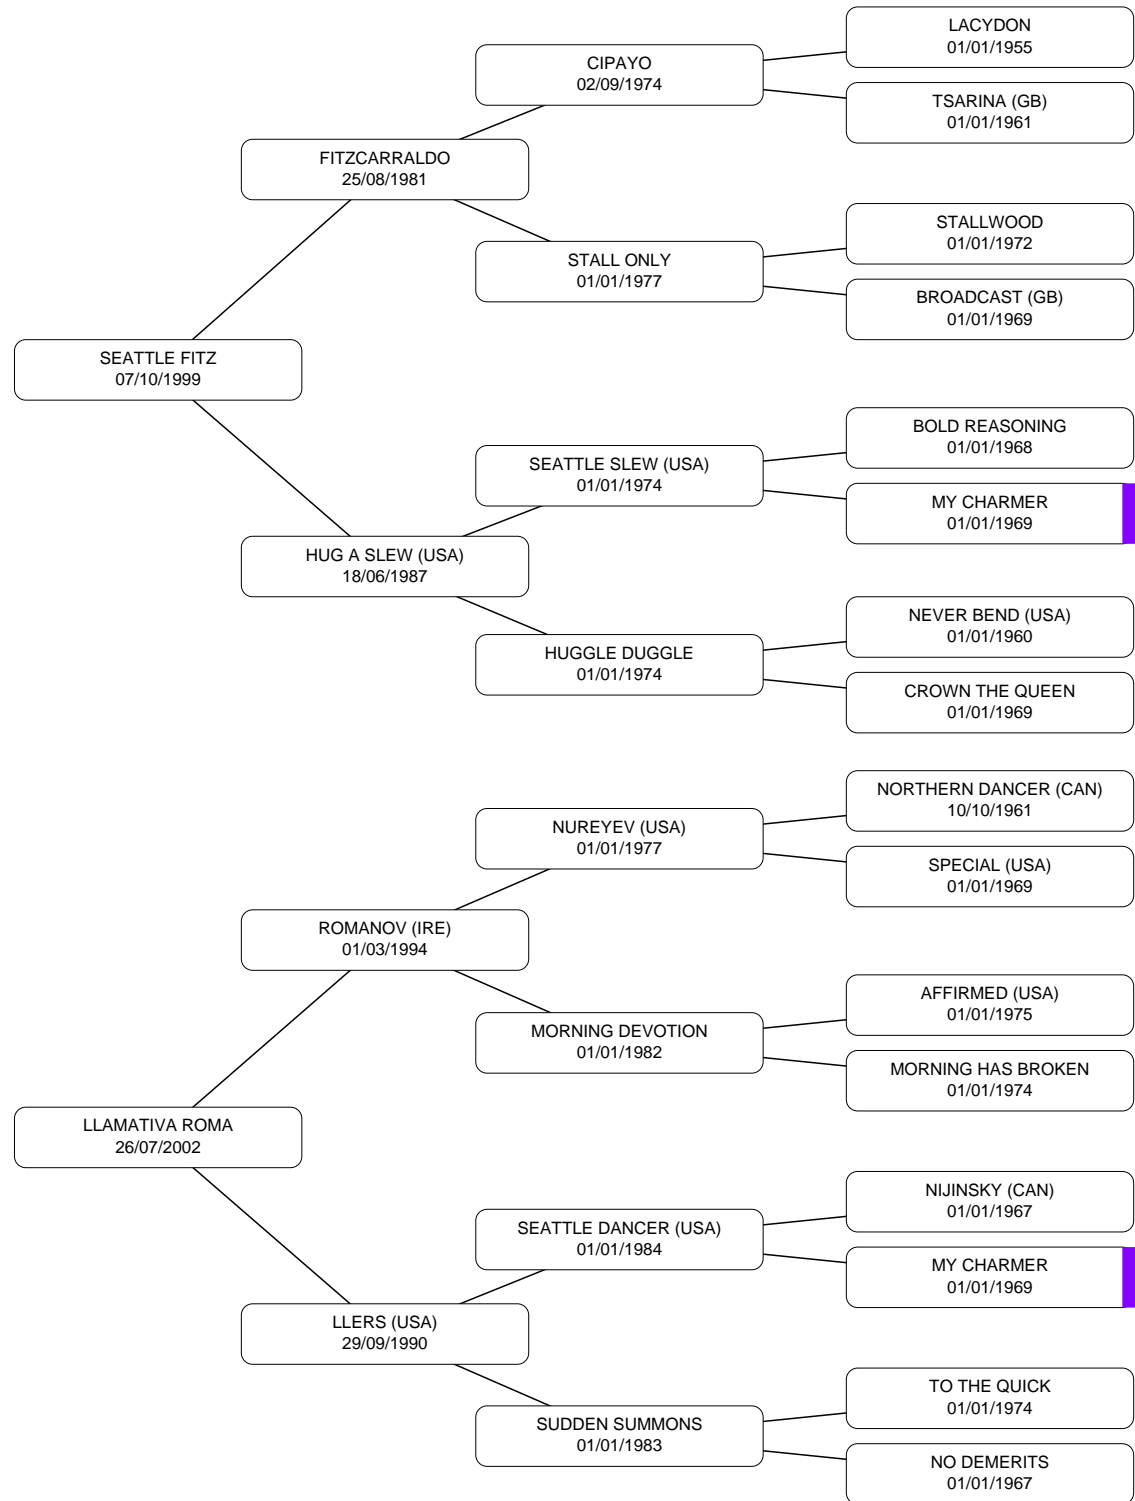 LACYDON
01/01/1955
CIPAYO
02/09/1974
TSARINA (GB)
01/01/1961
FITZCARRALDO
25/08/1981
STALLWOOD
01/01/1972
STALL ONLY
01/01/1977
BROADCAST (GB)
01/01/1969
SEATTLE FITZ
07/10/1999
BOLD REASONING
01/01/1968
SEATTLE SLEW (USA)
01/01/1974
MY CHARMER
01/01/1969
HUG A SLEW (USA)
18/06/1987
NEVER BEND (USA)
01/01/1960
HUGGLE DUGGLE
01/01/1974
CROWN THE QUEEN
01/01/1969
NORTHERN DANCER (CAN)
10/10/1961
NUREYEV (USA)
01/01/1977
SPECIAL (USA)
01/01/1969
ROMANOV (IRE)
01/03/1994
AFFIRMED (USA)
01/01/1975
MORNING DEVOTION
01/01/1982
MORNING HAS BROKEN
01/01/1974
LLAMATIVA ROMA
26/07/2002
NIJINSKY (CAN)
01/01/1967
SEATTLE DANCER (USA)
01/01/1984
MY CHARMER
01/01/1969
LLERS (USA)
29/09/1990
TO THE QUICK
01/01/1974
SUDDEN SUMMONS
01/01/1983
NO DEMERITS
01/01/1967